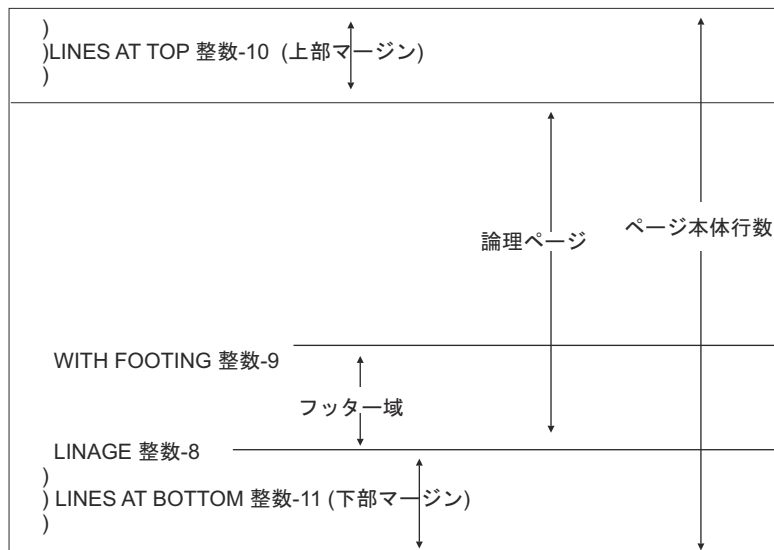 )
)LINES AT TOP 整数-10 (上部マージン)
)
ページ本体行数
論理ページ
WITH FOOTING 整数-9
フッター域
LINAGE 整数-8
)
) LINES AT BOTTOM 整数-11 (下部マージン)
)